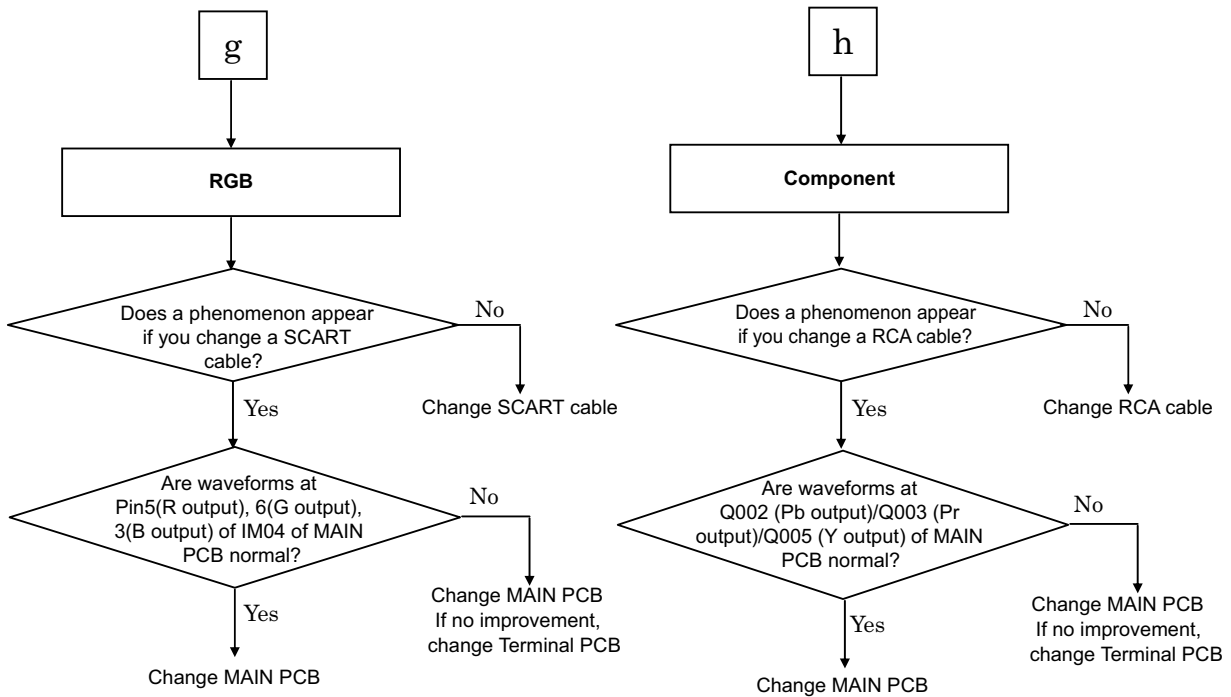 g
RGB
Does a phenomenon appear
if you change a SCART
cable?
No
Change SCART cable
Yes
Are waveforms at
Pin5(R output), 6(G output),
3(B output) of IM04 of MAIN
PCB normal?
No
Change MAIN PCB
If no improvement,
change Terminal PCB
Yes
Change MAIN PCB
h
Component
Does a phenomenon appear
if you change a RCA cable?
No
Change RCA cable
Yes
Are waveforms at
Q002 (Pb output)/Q003 (Pr
output)/Q005 (Y output) of MAIN
PCB normal?
No
Change MAIN PCB
If no improvement,
change Terminal PCB
Yes
Change MAIN PCB